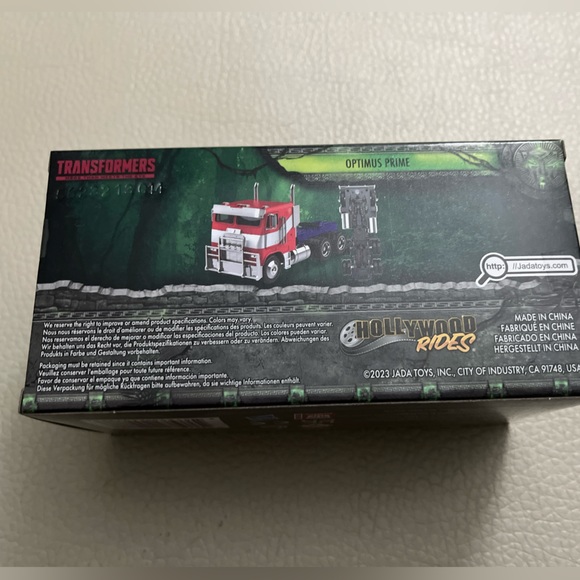 TRANSFORMERS
OPTIMUS PRIME
http: //Jadatoys.com
We reserve the right to improve or amend product specifications. Colors may vary.
Nous nous réservons le droit d'améliorer ou de modifier les spécifications des produits. Les couleurs peuvent varier.
Nos reservamos el derecho de mejorar o modificar las especificaciones del producto. Los colores pueden variar.
Wir behalten uns das Recht vor, die Produktspezifikationen zu verbessern oder zu verändern. Abweichungen des
Produkts in Farbe und Gestaltung vorbehalten.
Packaging must be retained since it contains important information.
Veuillez conserver l'emballage pour toute future référence.
Favor de conservar el empaque ya que contiene información importante.
Diese Verpackung für mögliche Rückfragen bitte aufbewahren, da sie wichtige Informationen enthält
HOLLYWOOD
RIDES
MADE IN CHINA
FABRIQUÉ EN CHINE
FABRICADO EN CHINA
HERGESTELLT IN CHINA
©2023 JADA TOYS, INC., CITY OF INDUSTRY, CA 91748, USA